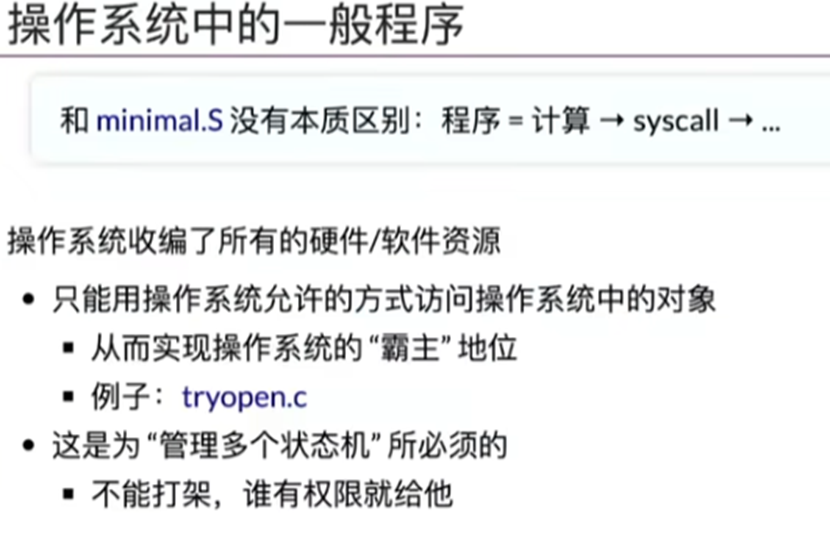 操作系统中的一般程序
和 minimal.S 没有本质区别：程序 = 计算 → syscall → ...
操作系统收编了所有的硬件/软件资源
• 只能用操作系统允许的方式访问操作系统中的对象
▪ 从而实现操作系统的 “霸主” 地位
▪ 例子：tryopen.c
• 这是为 “管理多个状态机” 所必须的
▪ 不能打架，谁有权限就给他